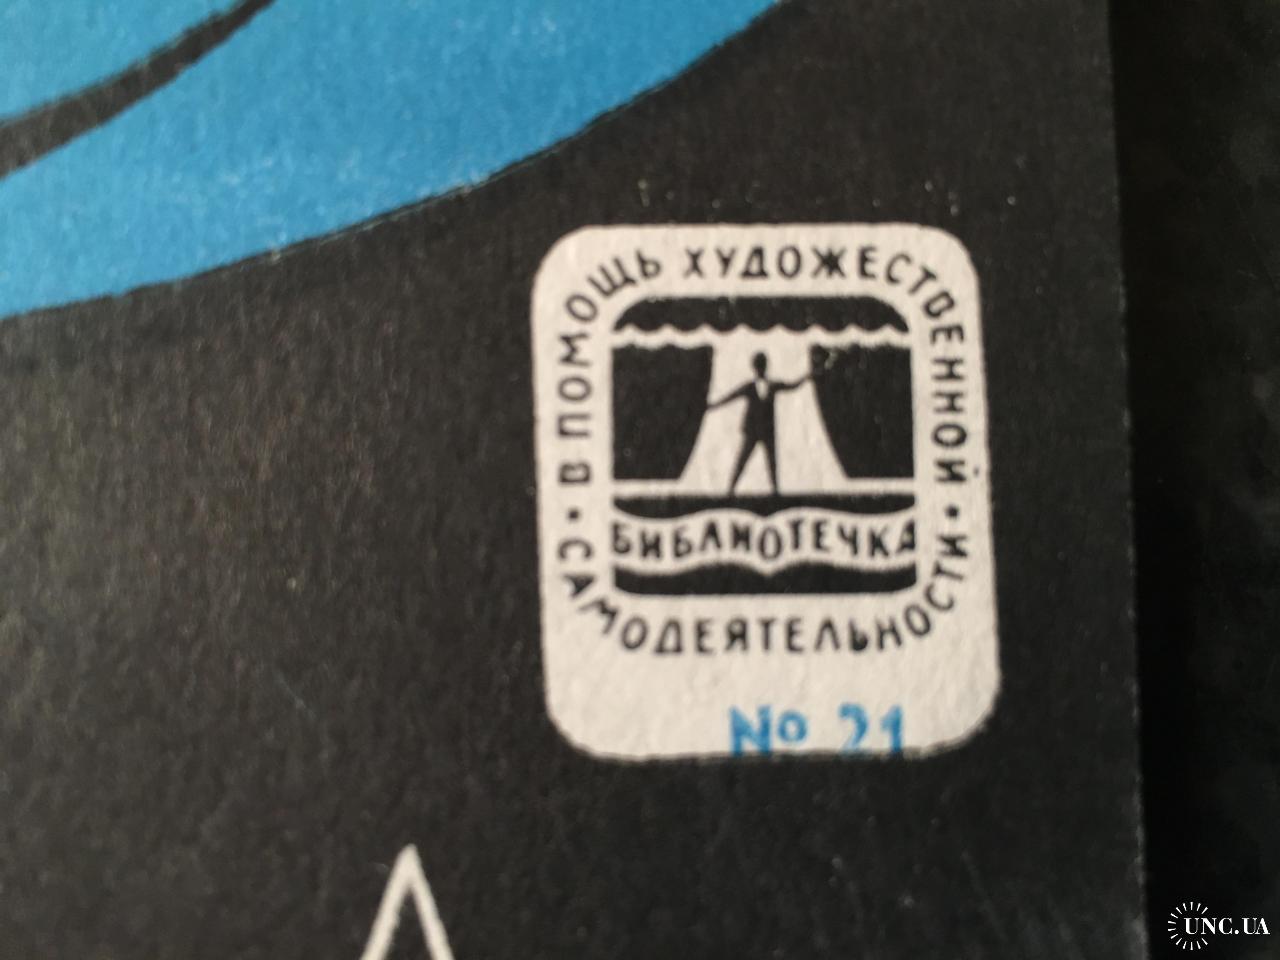 В ПОМОЩЬ ХУДОЖЕСТВЕННОЙ
• САМОДЕЯТЕЛЬНОСТИ •
БИБЛИОТЕЧКА
№ 21
UNC.UA